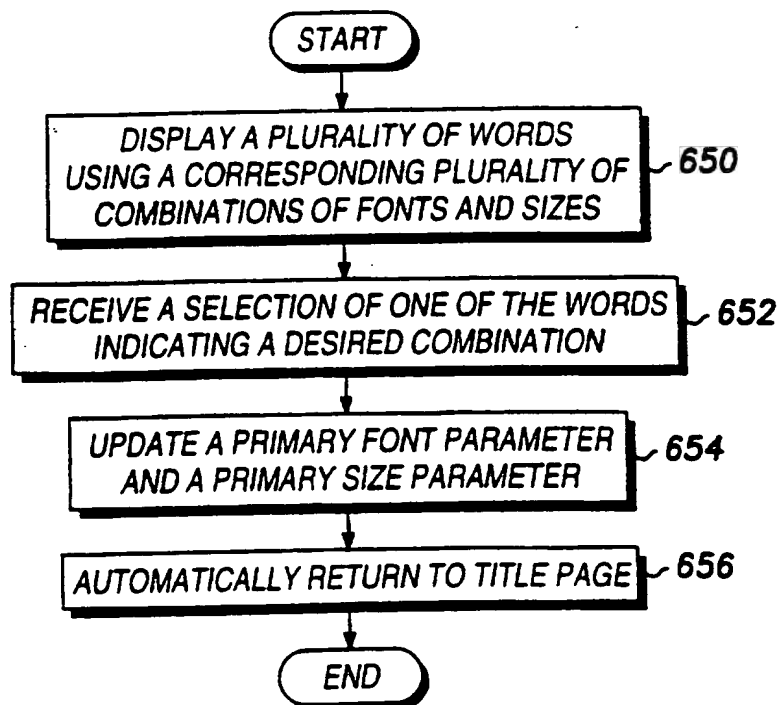 START
DISPLAY A PLURALITY OF WORDS
USING A CORRESPONDING PLURALITY OF
COMBINATIONS OF FONTS AND SIZES
650
RECEIVE A SELECTION OF ONE OF THE WORDS
INDICATING A DESIRED COMBINATION
652
UPDATE A PRIMARY FONT PARAMETER
AND A PRIMARY SIZE PARAMETER
654
AUTOMATICALLY RETURN TO TITLE PAGE
656
END